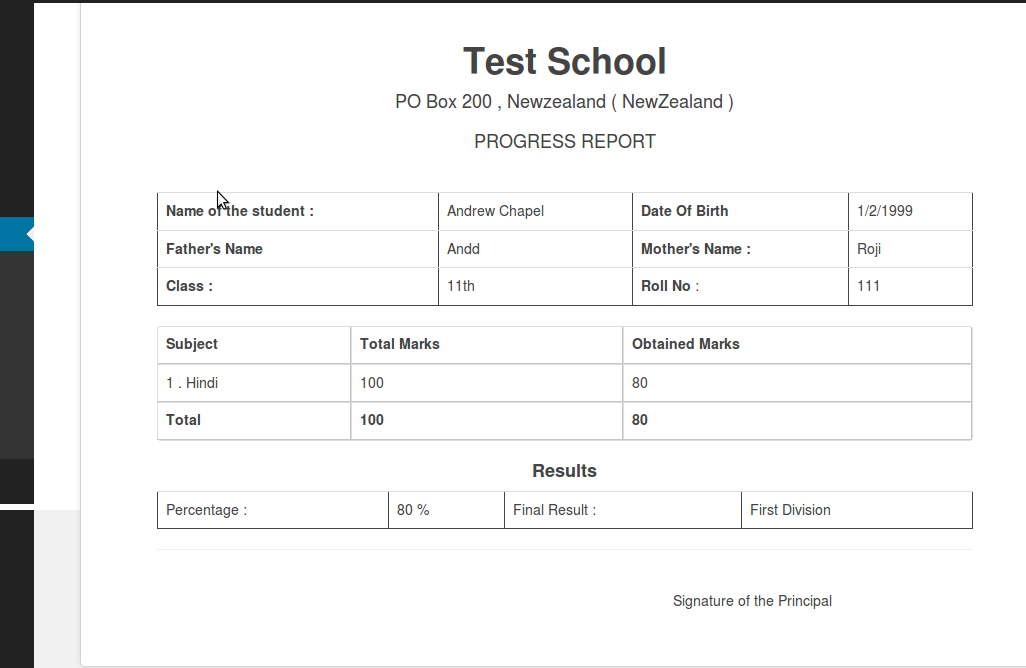 Test School
PO Box 200 , Newzealand ( NewZealand )
PROGRESS REPORT
Name of the student : Andrew Chapel Date Of Birth 1/2/1999
Father's Name Andd Mother's Name : Roji
Class : 11th Roll No : 111
Subject Total Marks Obtained Marks
1 . Hindi 100 80
Total 100 80
Results
Percentage : 80 % Final Result : First Division
Signature of the Principal